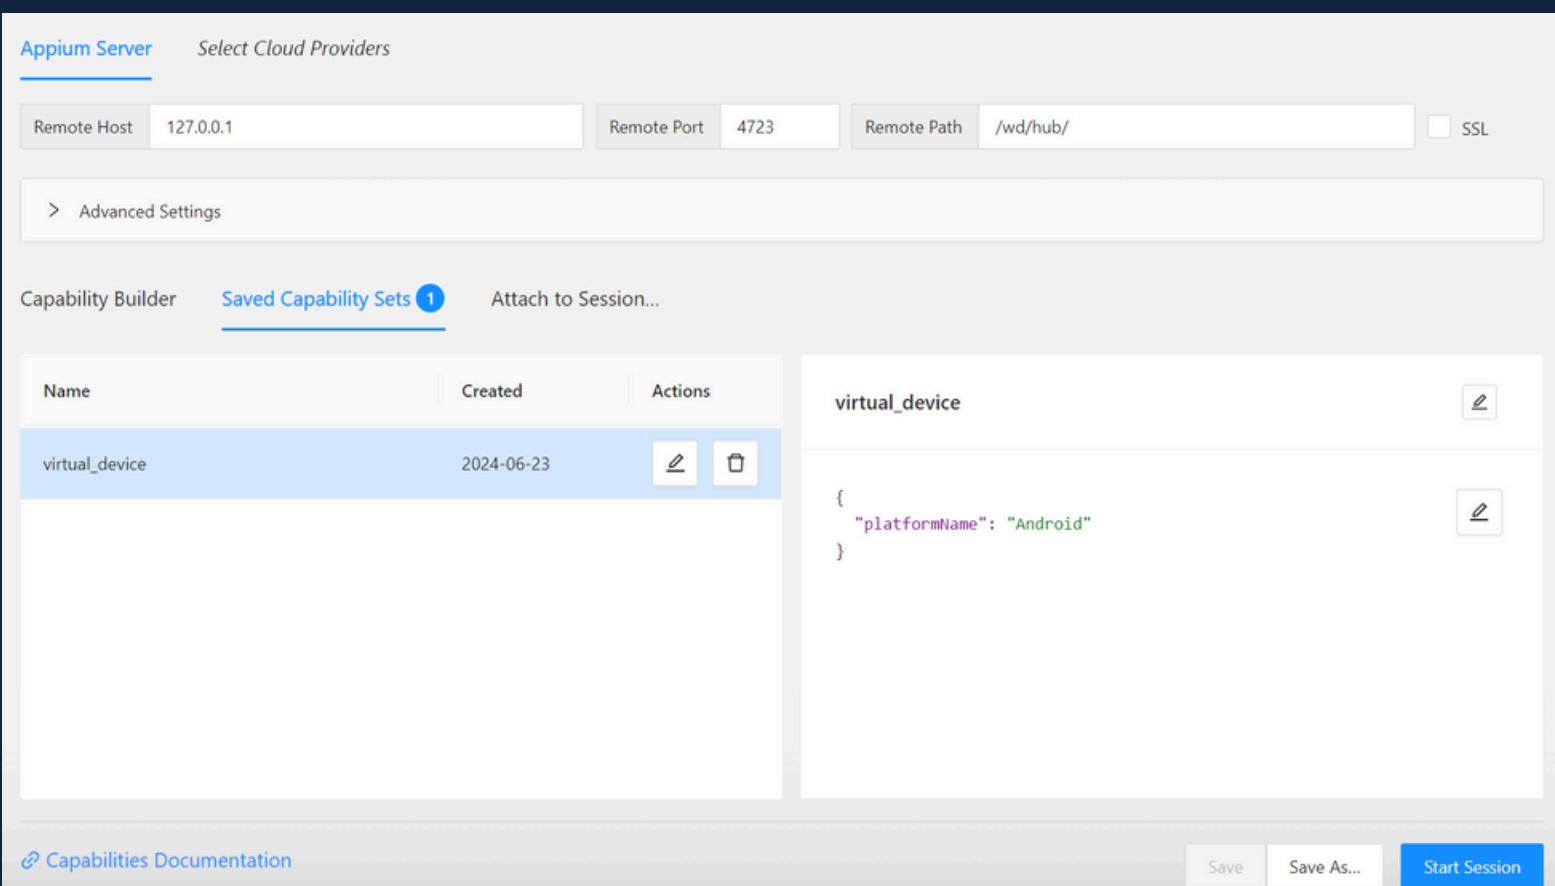 Appium Server Select Cloud Providers
Remote Host 127.0.0.1 Remote Port 4723 Remote Path /wd/hub/ SSL
Advanced Settings
Capability Builder Saved Capability Sets 1 Attach to Session...
Name Created Actions
virtual_device 2024-06-23
virtual_device
{
"platformName": "Android"
}
Capabilities Documentation
Save Save As... Start Session